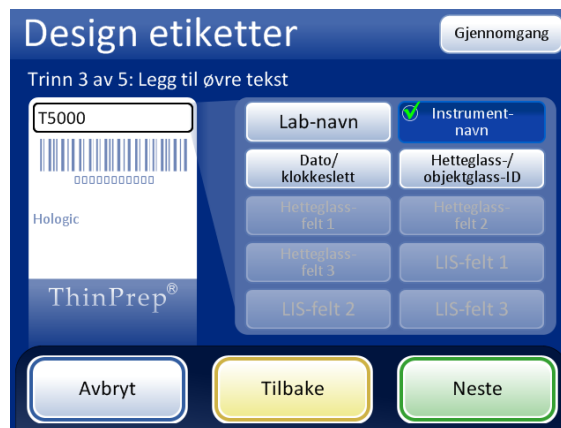 Design etiketter
Gjennomgang
Trinn 3 av 5: Legg til øvre tekst
T5000
Hologic
ThinPrep®
Lab-navn
Instrument-
navn
Dato/
klokkeslett
Hetteglass-/
objektglass-ID
Hetteglass-
felt 1
Hetteglass-
felt 2
Hetteglass-
felt 3
LIS-felt 1
LIS-felt 2
LIS-felt 3
Avbryt
Tilbake
Neste